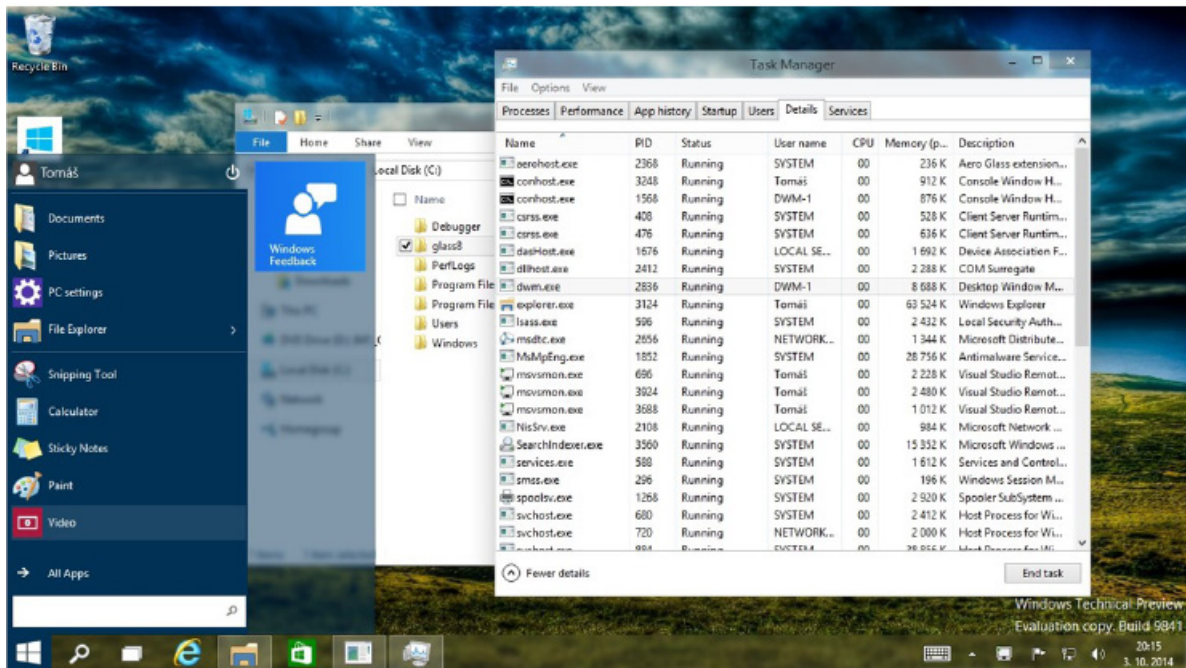 Recycle Bin
Tomáš
Documents
Pictures
PC settings
File Explorer
Snipping Tool
Calculator
Sticky Notes
Paint
Video
All Apps
Windows
Feedback
File Home Share View
ocal Disk (C:)
Name
Debugger
glass8
PerfLogs
Program File
Program File
Users
Windows
This PC
Local Disk (C:)
Network
Homegroup
Task Manager
File Options View
Processes Performance App history Startup Users Details Services
Name PID Status User name CPU Memory (p... Description
aerohost.exe 2368 Running SYSTEM 00 236 K Aero Glass extension...
conhost.exe 3248 Running Tomáš 00 912 K Console Window H...
conhost.exe 1568 Running DWM-1 00 876 K Console Window H...
csrss.exe 408 Running SYSTEM 00 528 K Client Server Runtim...
csrss.exe 476 Running SYSTEM 00 636 K Client Server Runtim...
dasHost.exe 1676 Running LOCAL SE... 00 1 692 K Device Association F...
dllhost.exe 2412 Running SYSTEM 00 2 288 K COM Surrogate
dwm.exe 2836 Running DWM-1 00 8 688 K Desktop Window M...
explorer.exe 3124 Running Tomáš 00 63 524 K Windows Explorer
lsass.exe 596 Running SYSTEM 00 2 432 K Local Security Auth...
msdtc.exe 2656 Running NETWORK... 00 1 344 K Microsoft Distribute...
MsMpEng.exe 1852 Running SYSTEM 00 28 756 K Antimalware Service...
msvsmon.exe 696 Running Tomáš 00 2 228 K Visual Studio Remot...
msvsmon.exe 3924 Running Tomáš 00 2 480 K Visual Studio Remot...
msvsmon.exe 3688 Running Tomáš 00 1 012 K Visual Studio Remot...
NisSrv.exe 2108 Running LOCAL SE... 00 984 K Microsoft Network ...
SearchIndexer.exe 3560 Running SYSTEM 00 15 352 K Microsoft Windows ...
services.exe 588 Running SYSTEM 00 1 612 K Services and Control...
smss.exe 296 Running SYSTEM 00 196 K Windows Session M...
spoolsv.exe 1268 Running SYSTEM 00 2 920 K Spooler SubSystem ...
svchost.exe 680 Running SYSTEM 00 2 412 K Host Process for Wi...
svchost.exe 720 Running NETWORK... 00 2 000 K Host Process for Wi...
Fewer details
End task
Windows Technical Preview
Evaluation copy. Build 9841
20:15
3. 10. 2014